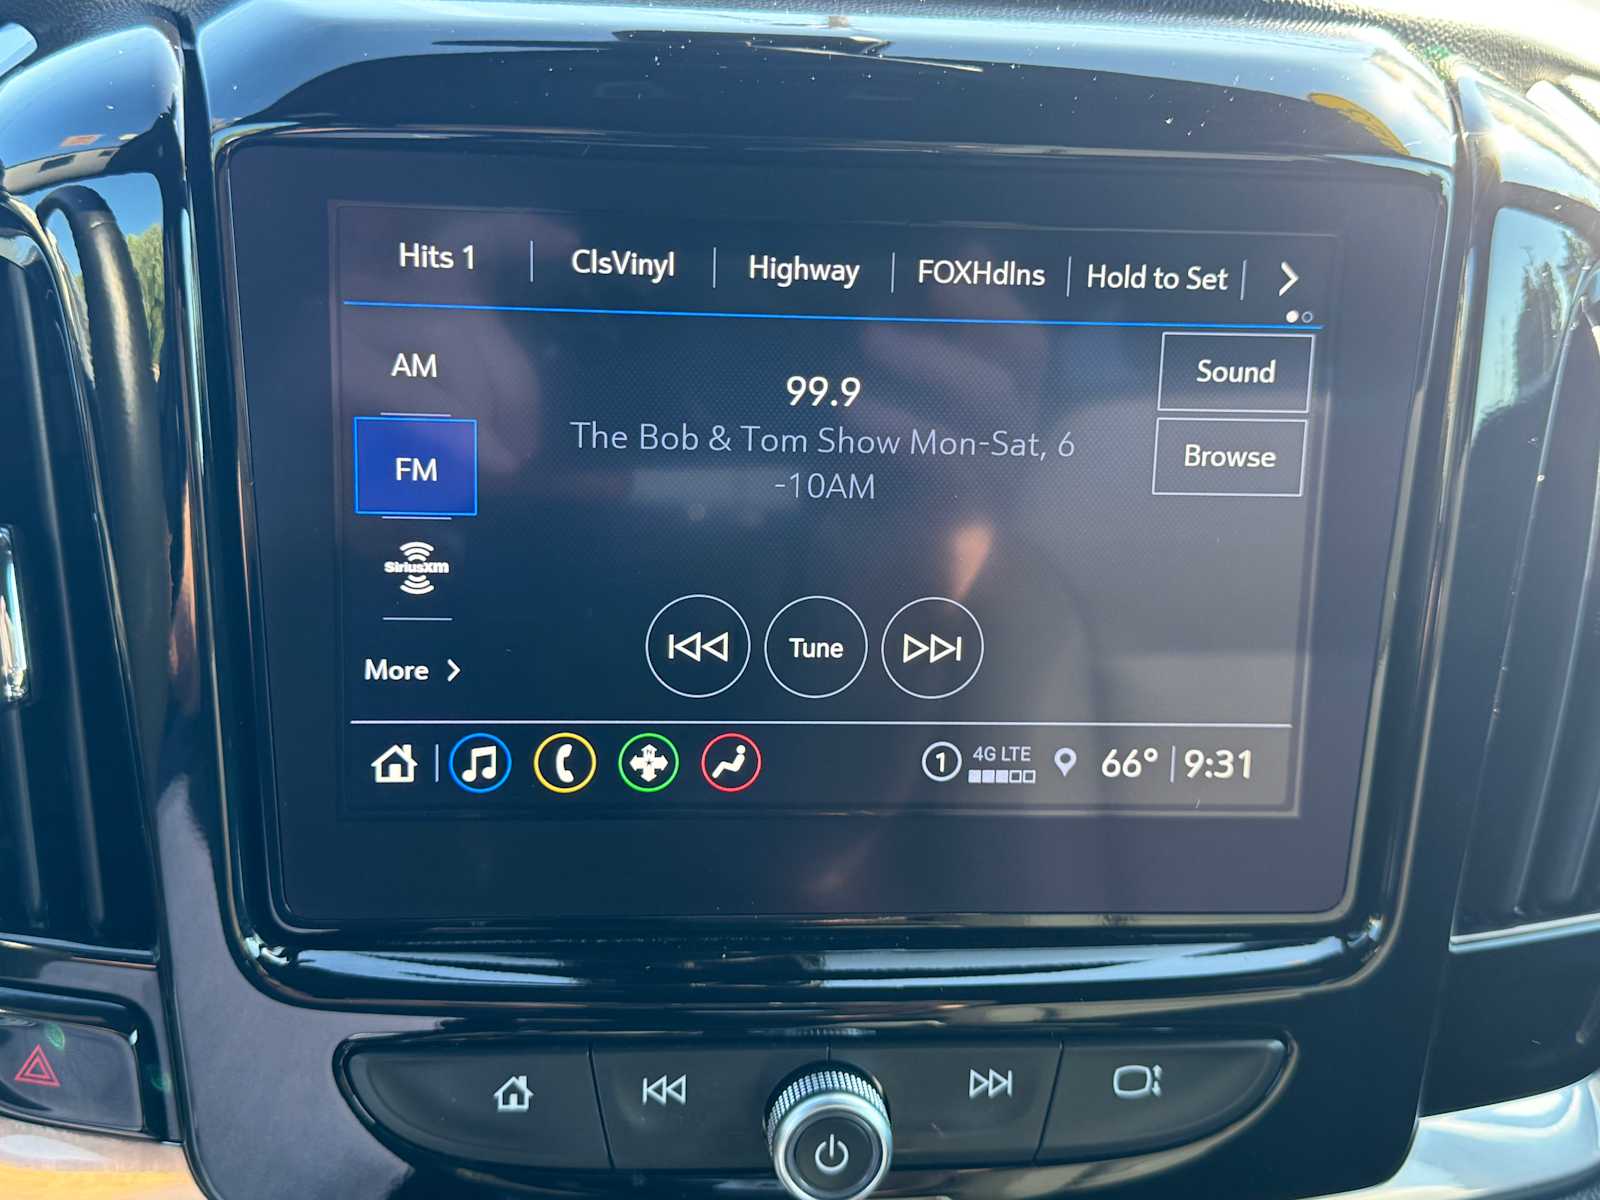 Hits 1
ClsVinyl
Highway
FOXHdlns
Hold to Set
AM
99.9
Sound
The Bob & Tom Show Mon-Sat, 6
-10AM
Browse
FM
SiriusXM
Tune
More
N
1
4G LTE
66°
9:31